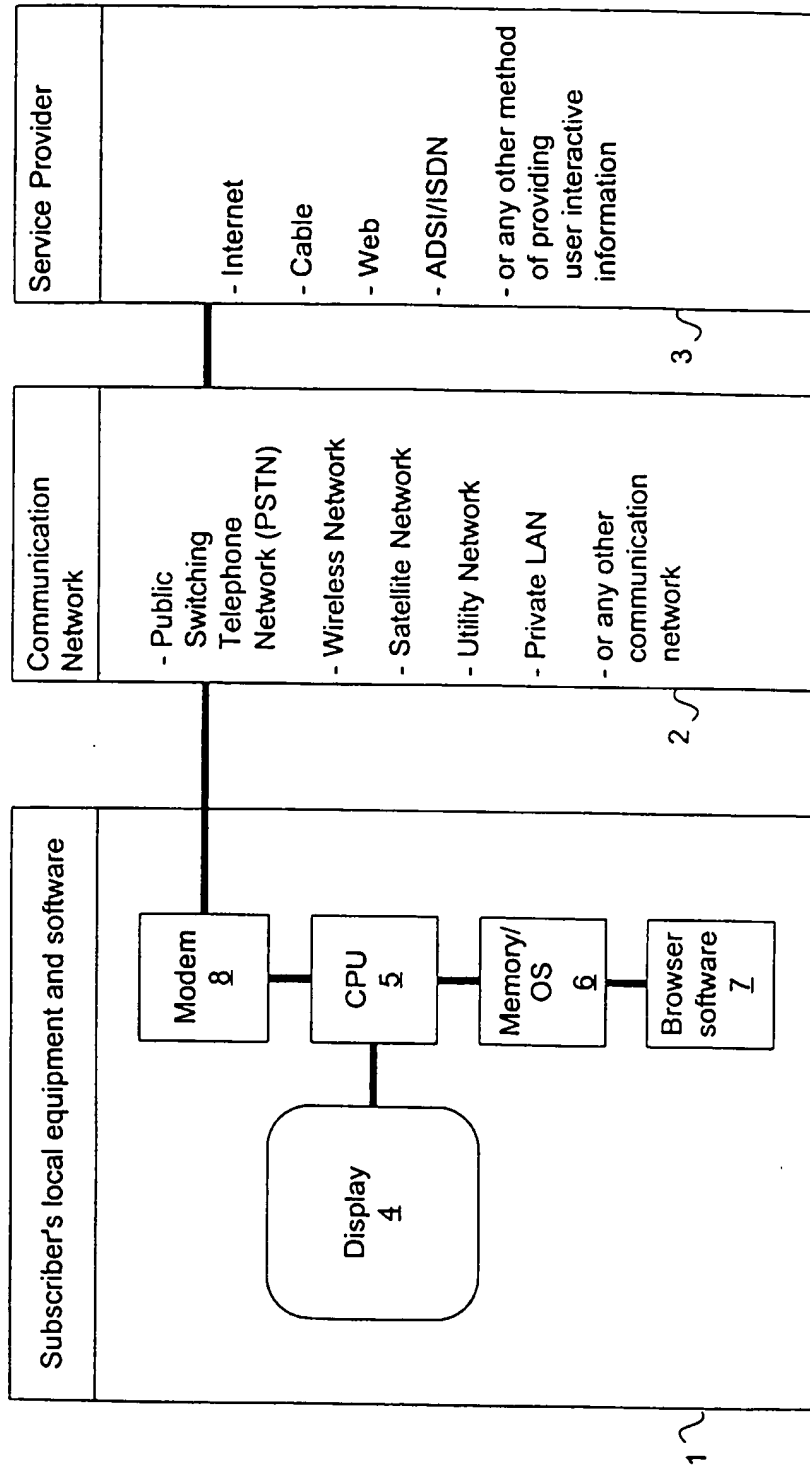 Subscriber's local equipment and software
Display
4
Modem
8
CPU
5
Memory/
OS
6
Browser
software
7
1
Communication
Network
- Public
Switching
Telephone
Network (PSTN)
- Wireless Network
- Satellite Network
- Utility Network
- Private LAN
- or any other
communication
network
2
Service Provider
- Internet
- Cable
- Web
- ADSI/ISDN
- or any other method
of providing
user interactive
information
3